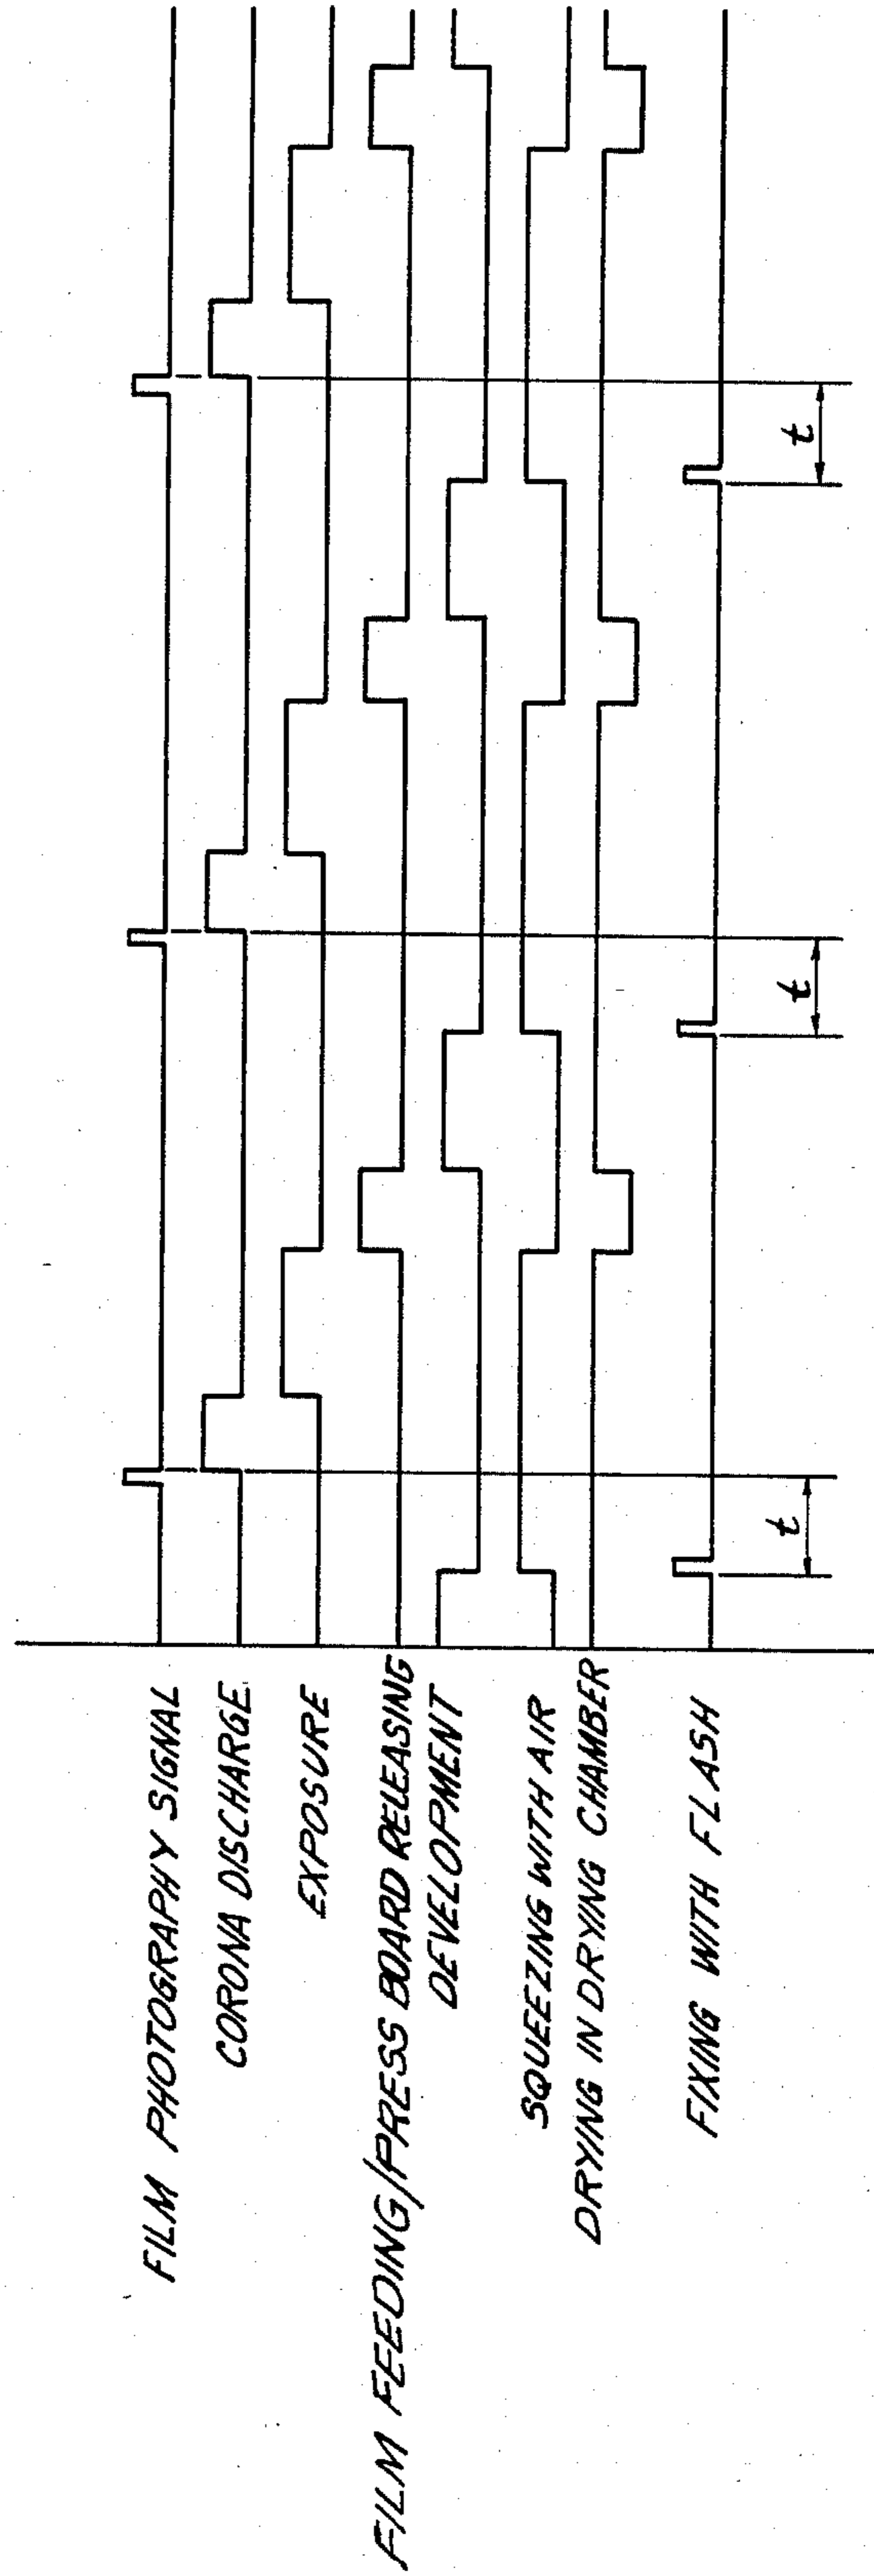 FILM PHOTOGRAPHY SIGNAL
CORONA DISCHARGE
EXPOSURE
FILM FEEDING/PRESS BOARD RELEASING
DEVELOPMENT
SQUEEZING WITH AIR
DRYING IN DRYING CHAMBER
FIXING WITH FLASH
t
t
t